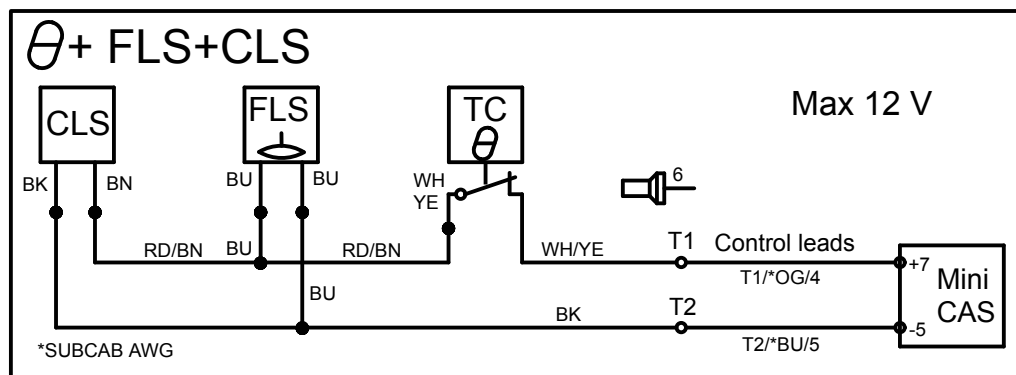 θ+ FLS+CLS
CLS
FLS
TC
θ
Max 12 V
BK
BN
BU
BU
WH
YE
6
RD/BN
BU
RD/BN
WH/YE
T1
Control leads
T1/*OG/4
+7
Mini
CAS
BU
BK
T2
T2/*BU/5
-5
*SUBCAB AWG